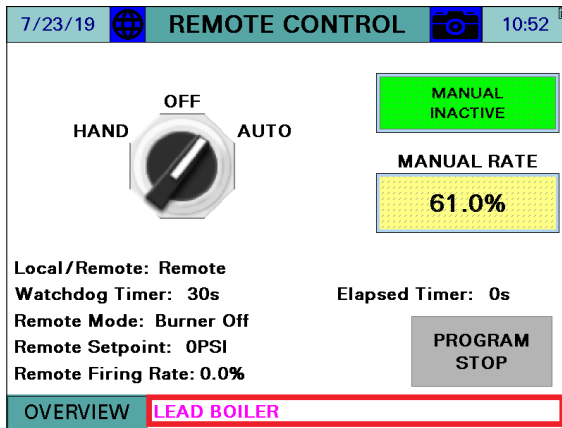 7/23/19 REMOTE CONTROL 10:52
OFF
HAND AUTO
MANUAL
INACTIVE
MANUAL RATE
61.0%
Local/Remote: Remote
Watchdog Timer: 30s Elapsed Timer: 0s
Remote Mode: Burner Off
Remote Setpoint: 0PSI
Remote Firing Rate: 0.0%
PROGRAM
STOP
OVERVIEW LEAD BOILER